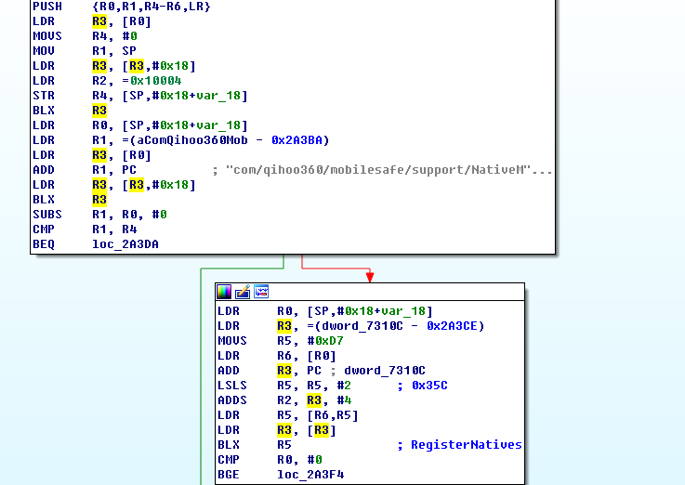 PUSH {R0,R1,R4-R6,LR}
LDR R3, [R0]
MOVS R4, #0
MOV R1, SP
LDR R3, [R3,#0x18]
LDR R2, =0x10004
STR R4, [SP,#0x18+var_18]
BLX R3
LDR R0, [SP,#0x18+var_18]
LDR R1, =(aComQihoo360Mob - 0x2A3BA)
LDR R3, [R0]
ADD R1, PC ; "com/qihoo360/mobilesafe/support/NativeM"...
LDR R3, [R3,#0x18]
BLX R3
SUBS R1, R0, #0
CMP R1, R4
BEQ loc_2A3DA
LDR R0, [SP,#0x18+var_18]
LDR R3, =(dword_7310C - 0x2A3CE)
MOVS R5, #0xD7
LDR R6, [R0]
ADD R3, PC ; dword_7310C
LSLS R5, R5, #2 ; 0x35C
ADDS R2, R3, #4
LDR R5, [R6,R5]
LDR R3, [R3]
BLX R5 ; RegisterNatives
CMP R0, #0
BGE loc_2A3F4